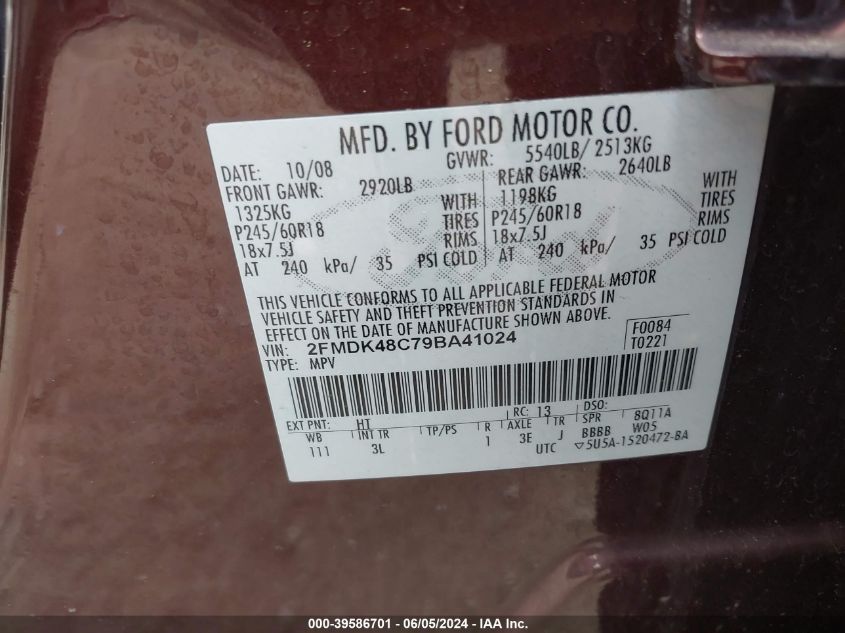 MFD. BY FORD MOTOR CO.
DATE: 10/08 GVWR: 5540LB/ 2513KG
FRONT GAWR: 2920LB REAR GAWR: 2640LB
1325KG WITH 1198KG WITH
P245/60R18 TIRES P245/60R18 TIRES
18x7.5J RIMS 18x7.5J RIMS
AT 240 kPa/ 35 PSI COLD AT 240 kPa/ 35 PSI COLD
Ford
THIS VEHICLE CONFORMS TO ALL APPLICABLE FEDERAL MOTOR
VEHICLE SAFETY AND THEFT PREVENTION STANDARDS IN
EFFECT ON THE DATE OF MANUFACTURE SHOWN ABOVE.
VIN: 2FMDK48C79BA41024 F0084
TYPE: MPV T0221
EXT PNT: HT RC: 13 DSO:
WB INT TR TP/PS R AXLE TR SPR 8Q11A
111 3L 1 3E J BBBB W05
UTC ▽5U5A-1520472-BA
000-39586701 - 06/05/2024 - IAA Inc.